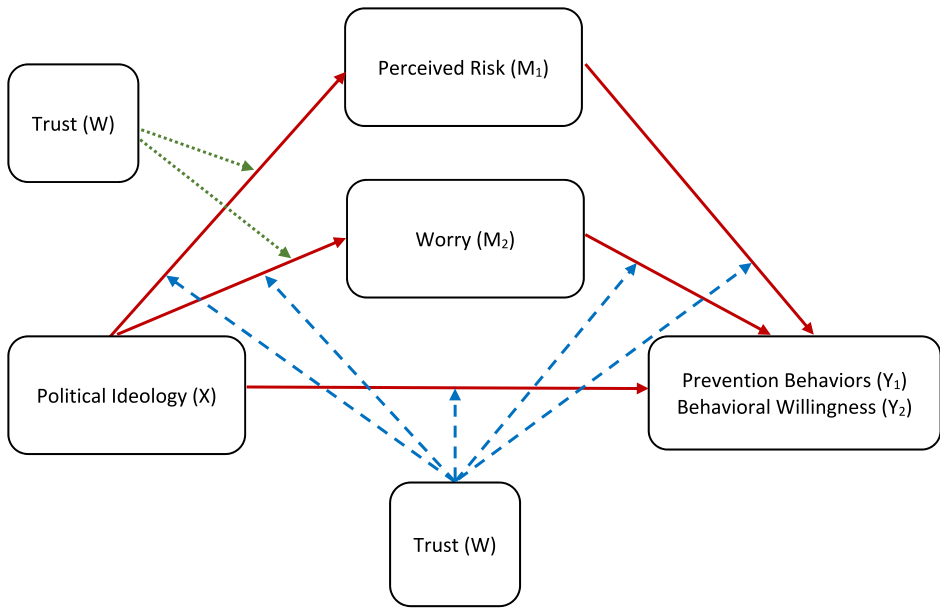 Perceived Risk (M₁)
Trust (W)
Worry (M₂)
Political Ideology (X)
Prevention Behaviors (Y₁)
Behavioral Willingness (Y₂)
Trust (W)